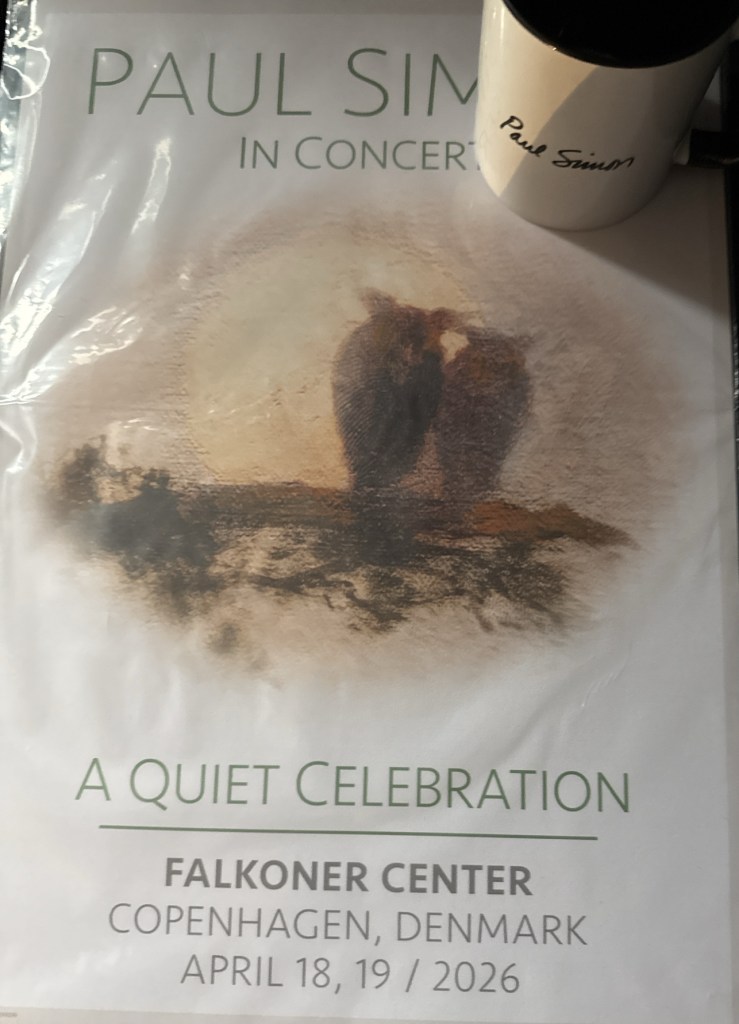 PAUL SIM
IN CONCERT
Paul Simon
A QUIET CELEBRATION
FALKONER CENTER
COPENHAGEN, DENMARK
APRIL 18, 19 / 2026